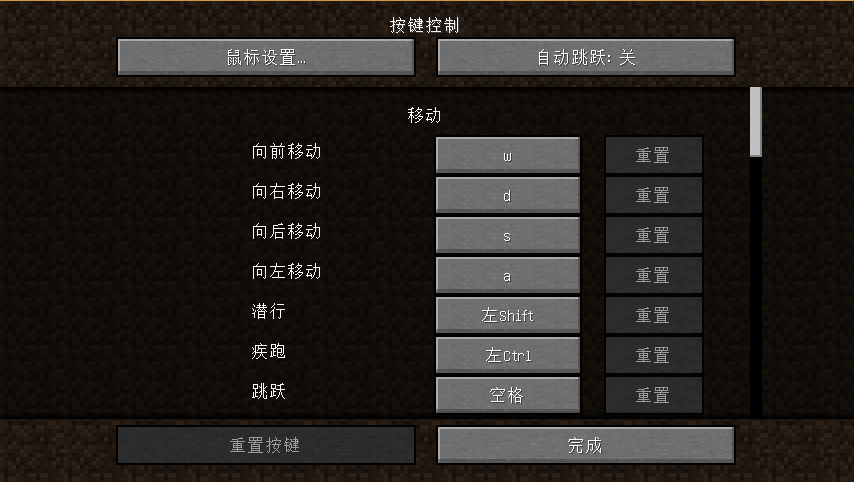 按键控制
鼠标设置… 自动跳跃: 关
移动
向前移动 w 重置
向右移动 d 重置
向后移动 s 重置
向左移动 a 重置
潜行 左Shift 重置
疾跑 左Ctrl 重置
跳跃 空格 重置
重置按键 完成